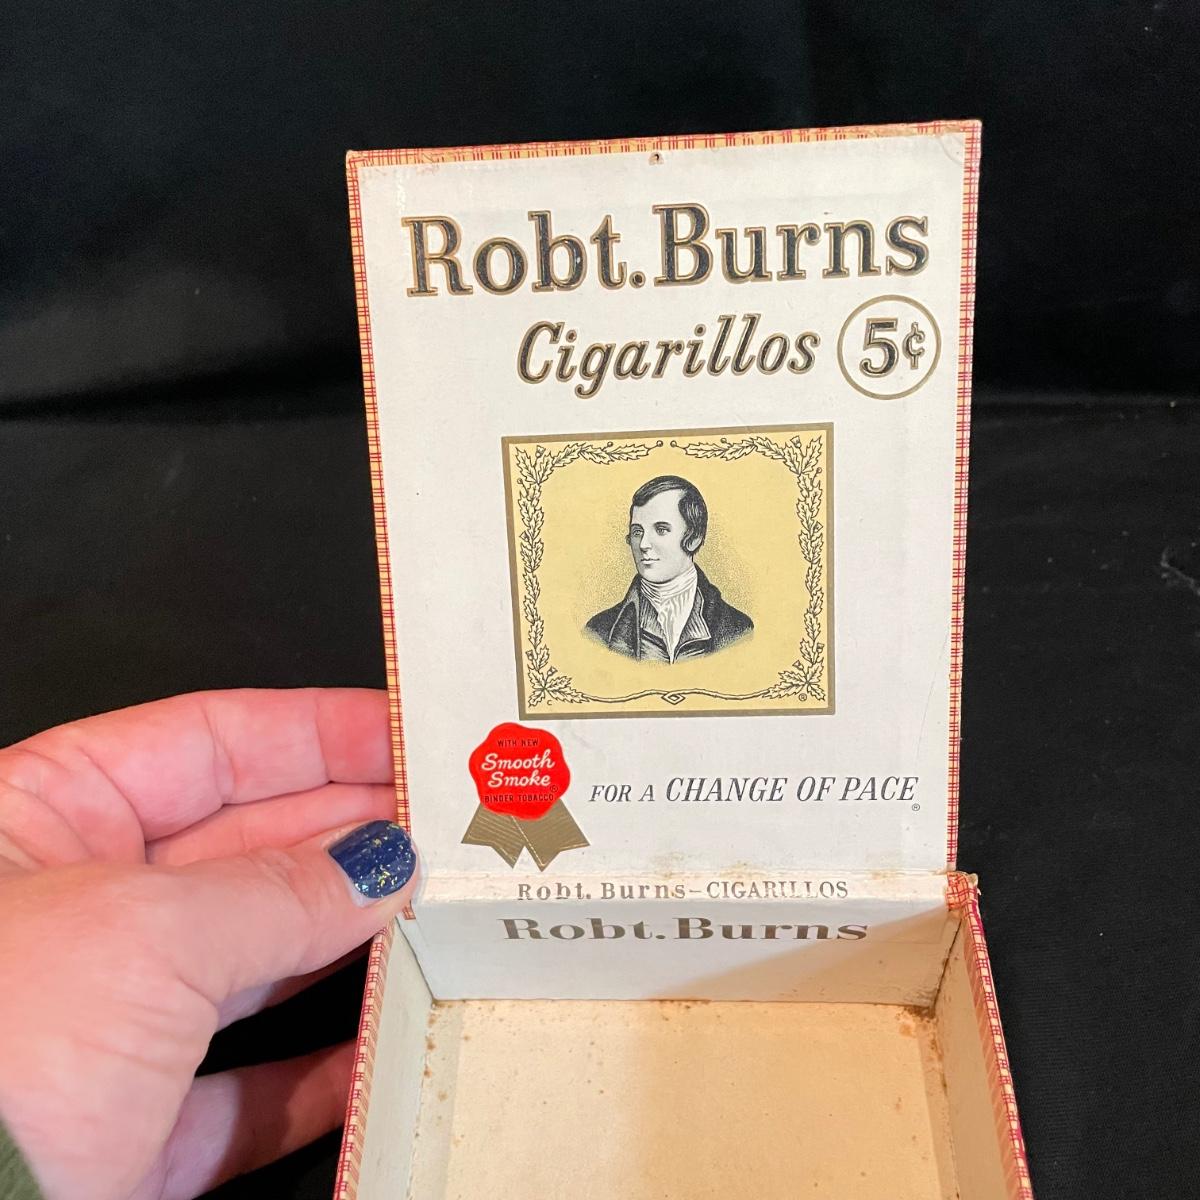 Robt. Burns
Cigarillos 5¢
C ®
WITH NEW
Smooth
Smoke®
BINDER TOBACCO
FOR A CHANGE OF PACE®
Robt. Burns-CIGARILLOS
Robt. Burns